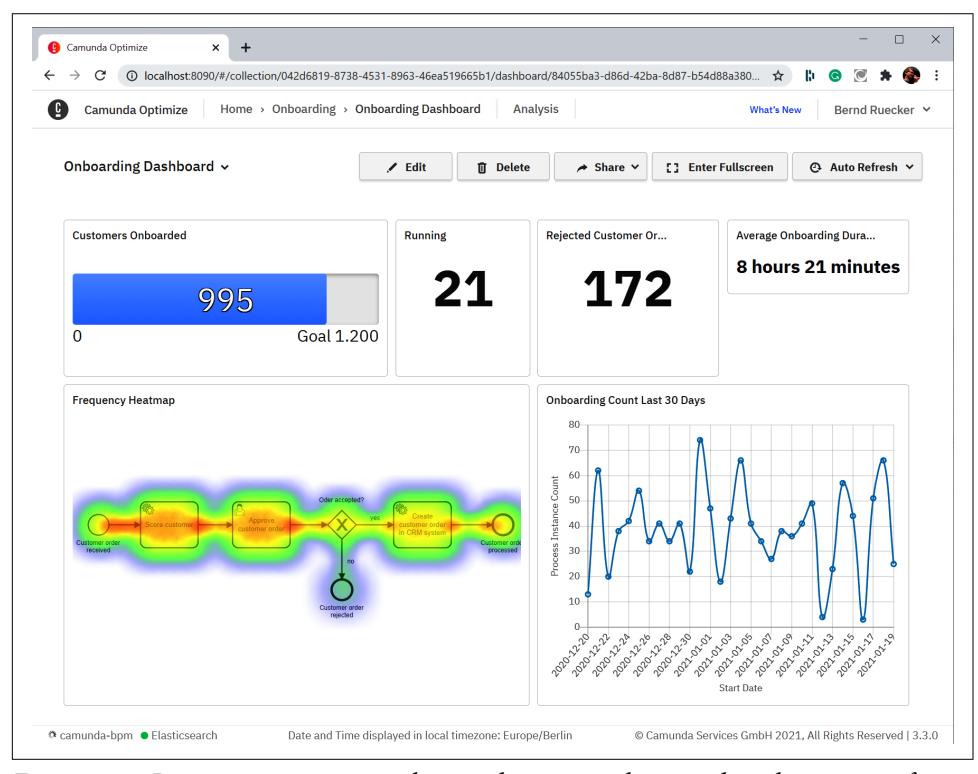 Camunda Optimize
localhost:8090/#/collection/042d6819-8738-4531-8963-46ea519665b1/dashboard/84055ba3-d86d-42ba-8d87-b54d88a380...
Camunda Optimize Home › Onboarding › Onboarding Dashboard Analysis What's New Bernd Ruecker
Onboarding Dashboard Edit Delete Share Enter Fullscreen Auto Refresh
Customers Onboarded
995
0 Goal 1.200
Running
21
Rejected Customer Or...
172
Average Onboarding Dura...
8 hours 21 minutes
Frequency Heatmap
Customer order
received
Score customer
Approve
customer order
Oder accepted?
yes
no
Customer order
rejected
Create
customer order
in CRM system
Customer orde
processed
Onboarding Count Last 30 Days
Process Instance Count
80
70
60
50
40
30
20
10
0
2020-12-20
2020-12-22
2020-12-24
2020-12-26
2020-12-28
2020-12-30
2021-01-01
2021-01-03
2021-01-05
2021-01-07
2021-01-09
2021-01-11
2021-01-13
2021-01-15
2021-01-17
2021-01-19
Start Date
camunda-bpm Elasticsearch Date and Time displayed in local timezone: Europe/Berlin © Camunda Services GmbH 2021, All Rights Reserved | 3.3.0